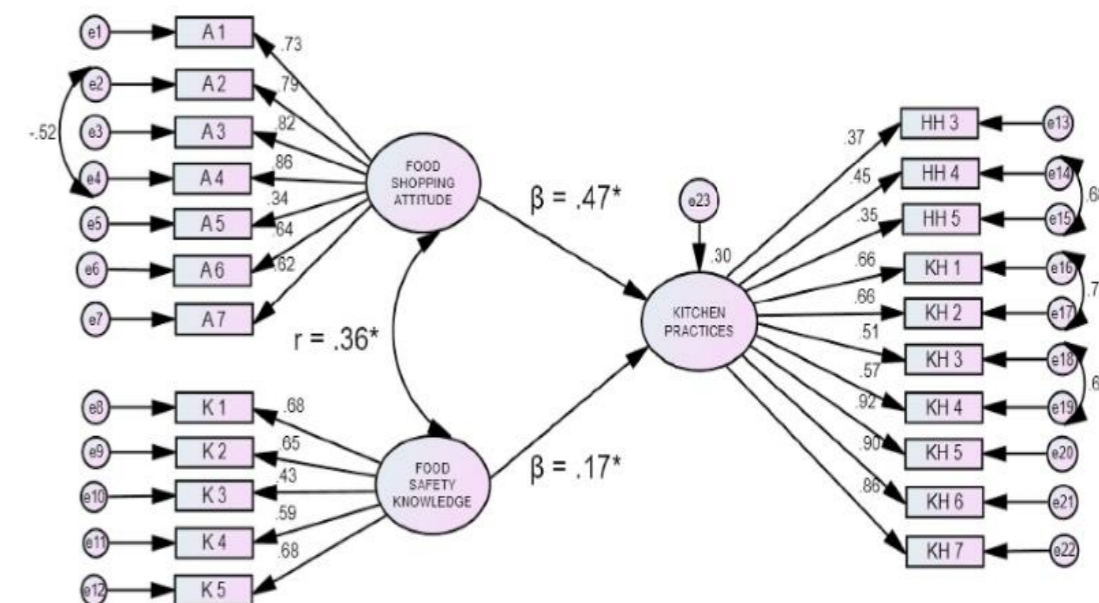 e1
A 1
.73
e2
A 2
.79
-.52
e3
A 3
.82
e4
A 4
.86
e5
A 5
.34
e6
A 6
.64
e7
A 7
.62
FOOD
SHOPPING
ATTITUDE
β = .47*
r = .36*
e8
K 1
.68
e9
K 2
.65
e10
K 3
.43
e11
K 4
.59
e12
K 5
.68
FOOD
SAFETY
KNOWLEDGE
β = .17*
e23
.30
KITCHEN
PRACTICES
.37
HH 3
e13
.45
HH 4
e14
.35
HH 5
e15
.66
KH 1
e16
.66
KH 2
e17
.51
KH 3
e18
.57
KH 4
e19
.92
KH 5
e20
.90
KH 6
e21
.86
KH 7
e22